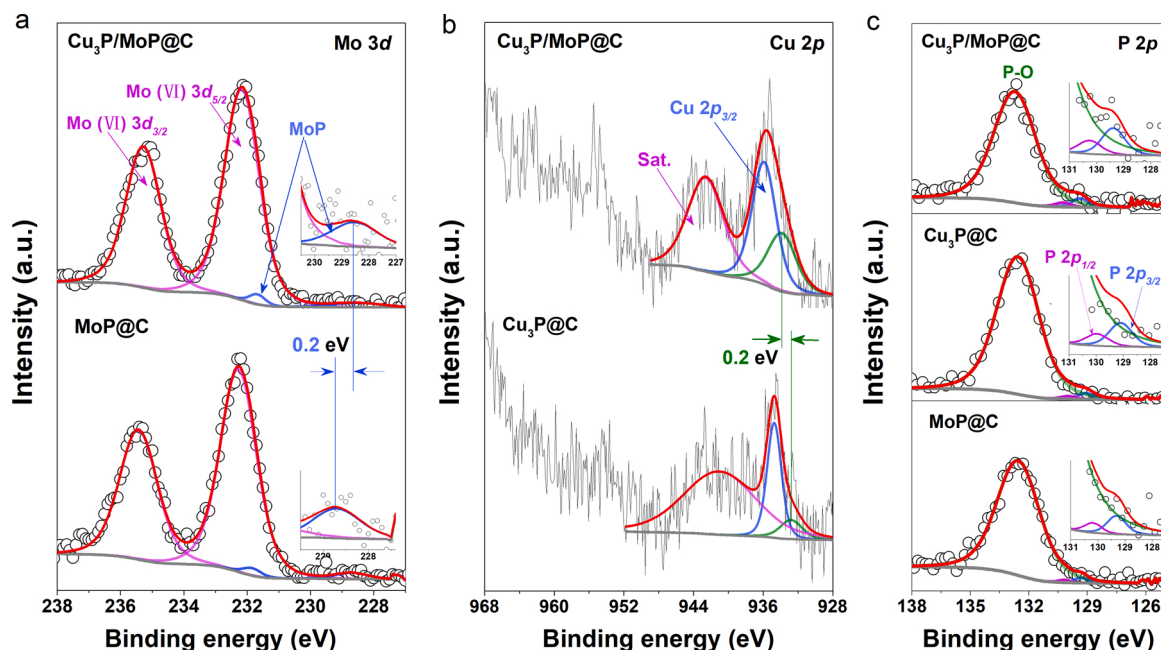 a
Cu₃P/MoP@C
Mo 3d
Mo (Ⅵ) 3d₅/₂
Mo (Ⅵ) 3d₃/₂
MoP
230 229 228 227
MoP@C
0.2 eV
229 228
238 236 234 232 230 228
Binding energy (eV)
Intensity (a.u.)
b
Cu 2p
Cu 2p₃/₂
Sat.
Cu₃P@C
0.2 eV
968 960 952 944 936 928
Binding energy (eV)
Intensity (a.u.)
c
Cu₃P/MoP@C
P 2p
P-O
131 130 129 128
Cu₃P@C
P 2p₁/₂
P 2p₃/₂
131 130 129 128
MoP@C
131 130 129 128
138 135 132 129 126
Binding energy (eV)
Intensity (a.u.)